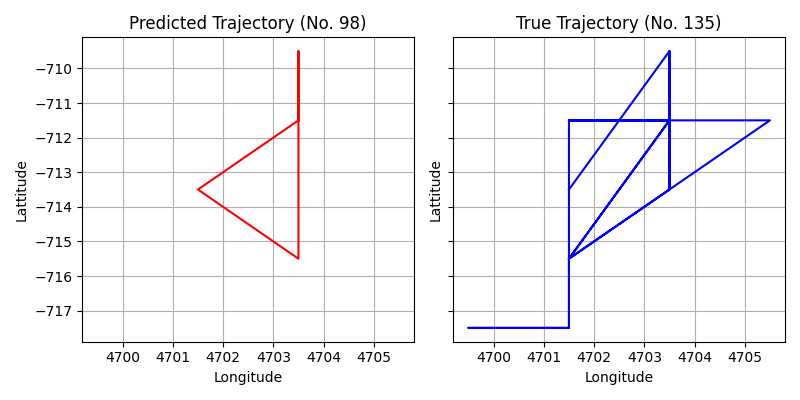 Predicted Trajectory (No. 98)
True Trajectory (No. 135)
Lattitude
−710
−711
−712
−713
−714
−715
−716
−717
4700 4701 4702 4703 4704 4705
Longitude
Lattitude
4700 4701 4702 4703 4704 4705
Longitude